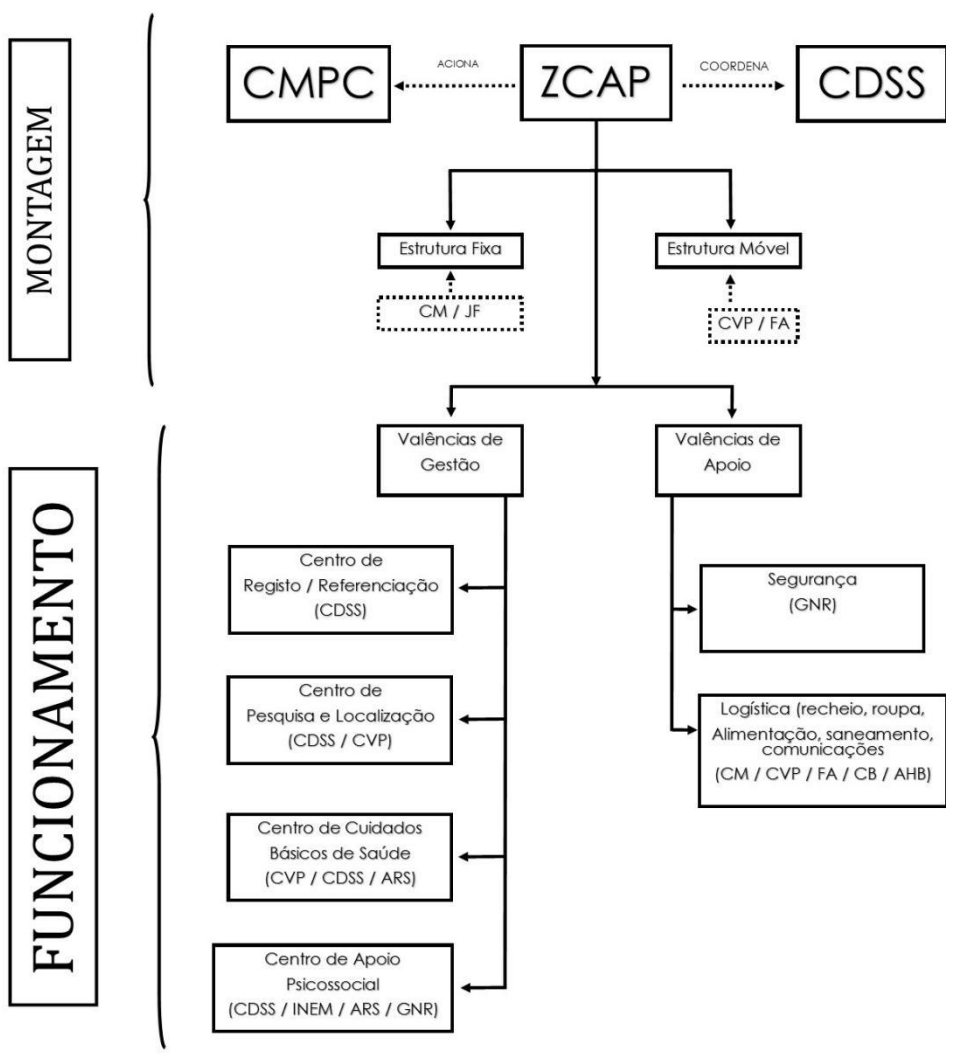 MONTAGEM
CMPC
ACIONA
ZCAP
COORDENA
CDSS
Estrutura Fixa
Estrutura Móvel
CM / JF
CVP / FA
FUNCIONAMENTO
Valências de
Gestão
Valências de
Apoio
Centro de
Registo / Referenciação
(CDSS)
Segurança
(GNR)
Centro de
Pesquisa e Localização
(CDSS / CVP)
Logística (recheio, roupa,
Alimentação, saneamento,
comunicações
(CM / CVP / FA / CB / AHB)
Centro de Cuidados
Básicos de Saúde
(CVP / CDSS / ARS)
Centro de Apoio
Psicossocial
(CDSS / INEM / ARS / GNR)